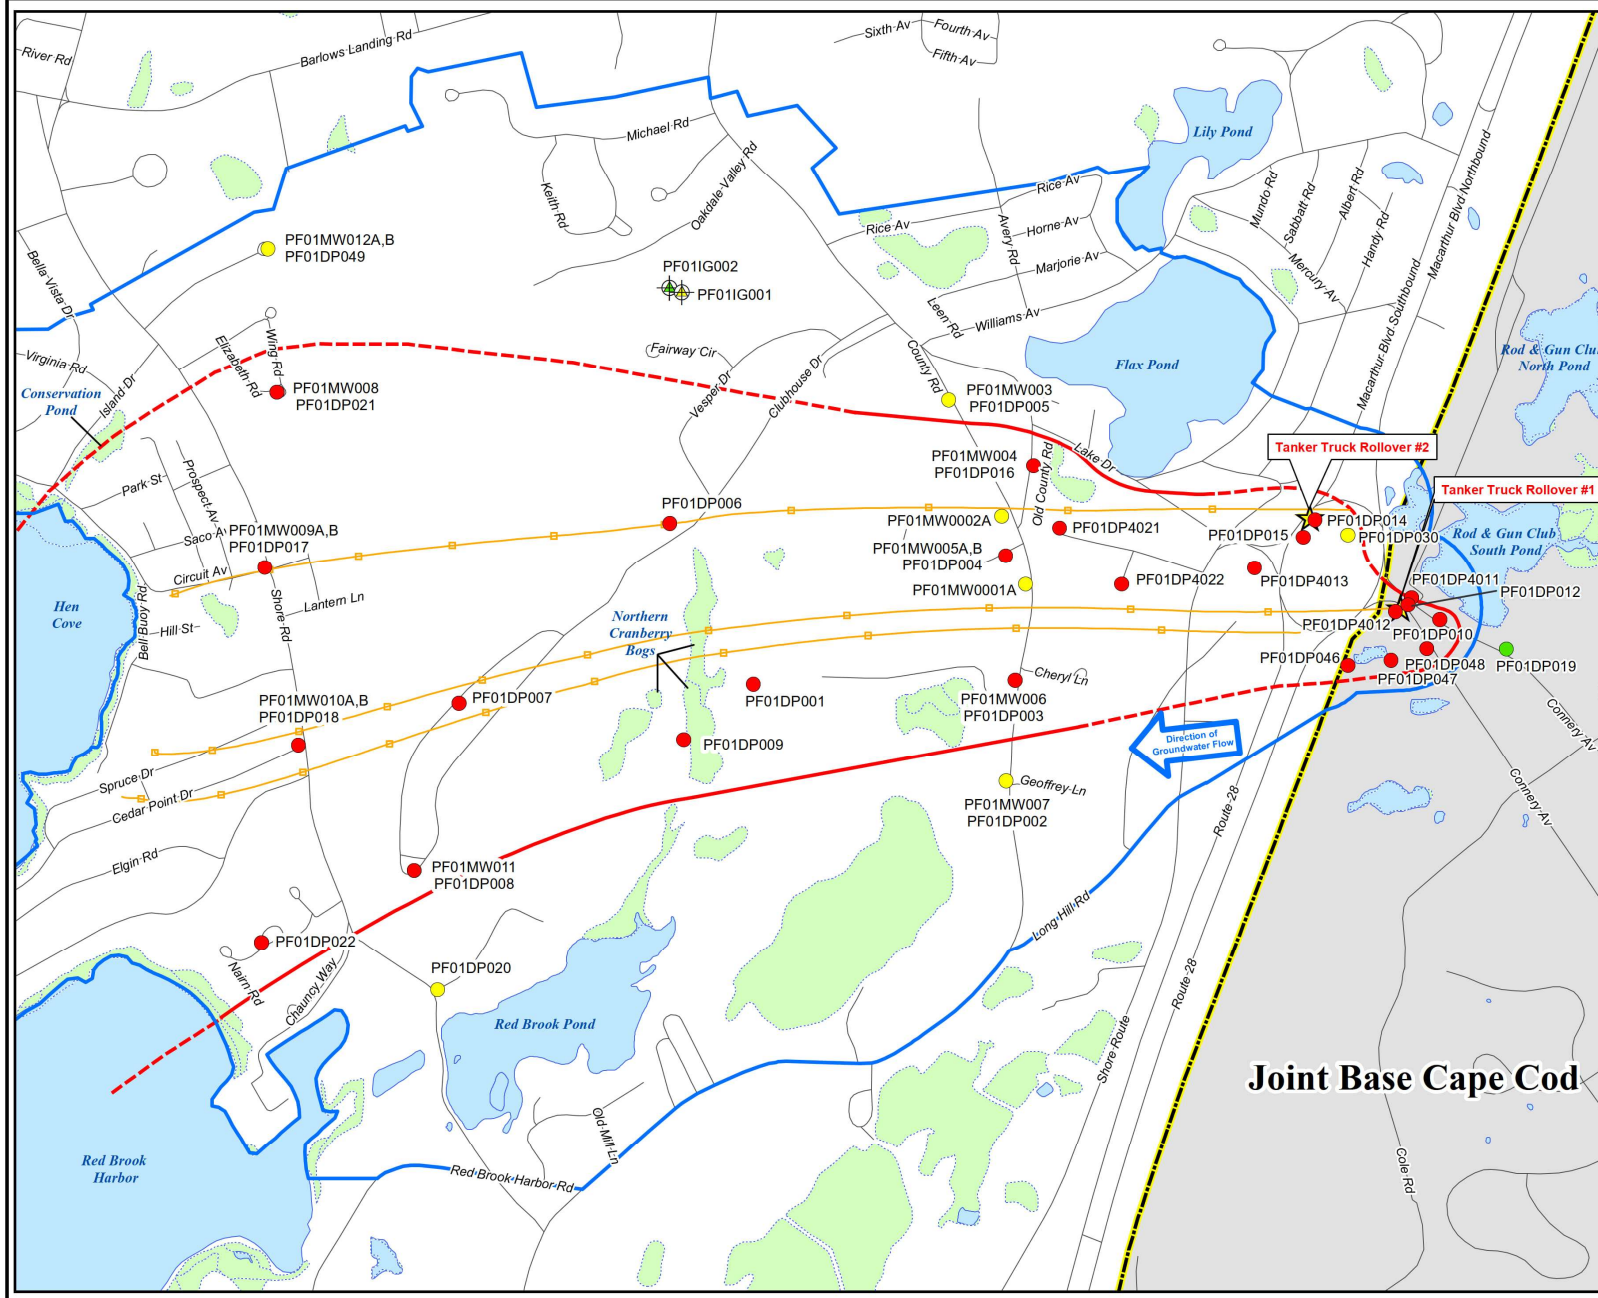 River Rd
Barlows Landing Rd
Sixth Av
Fourth Av
Fifth Av
Michael Rd
Keith Rd
Oakdale Valley Rd
Lily Pond
Rice Av
Rice Av
Avery Rd
Horne Av
Marjorie Av
Mundo Rd
Sabbatt Rd
Albert Rd
Handy Rd
Mercury Av
Macarthur Blvd Northbound
Macarthur Blvd Southbound
Bella Vista Dr
PF01MW012A,B
PF01DP049
PF01IG002
PF01IG001
Leen Rd
Williams Av
Flax Pond
Rod & Gun Club
North Pond
Virginia Rd
Elizabeth Rd
Wing Rd
Island Dr
Fairway Cir
Vesper Dr
Clubhouse Dr
County Rd
Conservation
Pond
PF01MW008
PF01DP021
PF01MW003
PF01DP005
PF01MW004
PF01DP016
Old County Rd
Lake Dr
Tanker Truck Rollover #2
Tanker Truck Rollover #1
Park St
Prospect Av
Saco A
PF01MW009A,B
PF01DP017
PF01DP006
PF01MW0002A
PF01DP4021
PF01DP015
PF01DP014
PF01DP030
Rod & Gun Club
South Pond
Circuit Av
PF01MW005A,B
PF01DP004
PF01MW0001A
PF01DP4022
PF01DP4013
PF01DP4011
PF01DP012
Hen
Cove
Bell Buoy Rd
Hill St
Shore Rd
Lantern Ln
Northern
Cranberry
Bogs
PF01DP4012
PF01DP010
PF01DP046
PF01DP048
PF01DP047
PF01DP019
Cheryl Ln
PF01MW010A,B
PF01DP018
PF01DP007
PF01DP001
PF01MW006
PF01DP003
PF01DP009
Direction of
Groundwater Flow
Connery Av
Connery Av
Spruce Dr
Cedar Point Dr
Geoffrey Ln
PF01MW007
PF01DP002
Route 28
Elgin Rd
PF01MW011
PF01DP008
PF01DP022
Nairn Rd
Chauncy Way
PF01DP020
Long Hill Rd
Red Brook Pond
Route 28
Shore Route
Joint Base Cape Cod
Old Mill Ln
Red Brook
Harbor
Red Brook Harbor Rd
Cole Rd